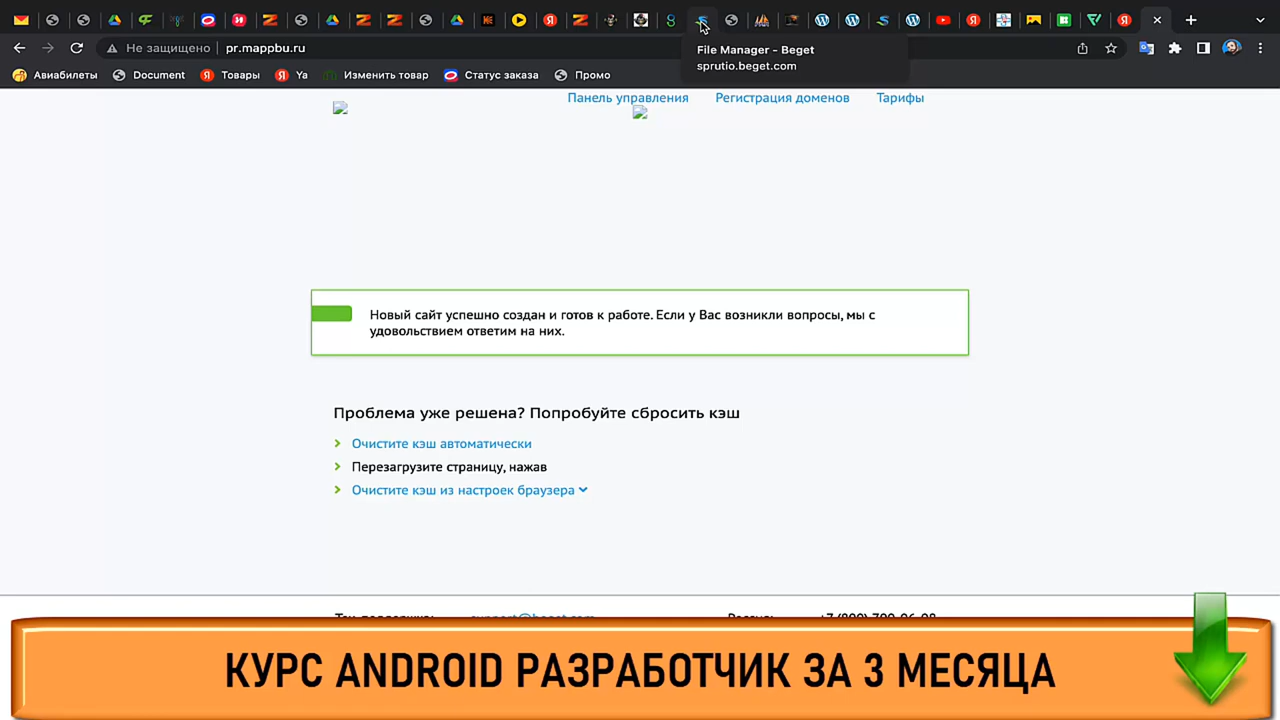 Не защищено
pr.mappbu.ru
File Manager - Beget
sprutio.beget.com
Авиабилеты
Document
Товары
Ya
Изменить товар
Статус заказа
Промо
Панель управления
Регистрация доменов
Тарифы
Новый сайт успешно создан и готов к работе. Если у Вас возникли вопросы, мы с
удовольствием ответим на них.
Проблема уже решена? Попробуйте сбросить кэш
Очистите кэш автоматически
Перезагрузите страницу, нажав
Очистите кэш из настроек браузера
КУРС ANDROID РАЗРАБОТЧИК ЗА 3 МЕСЯЦА